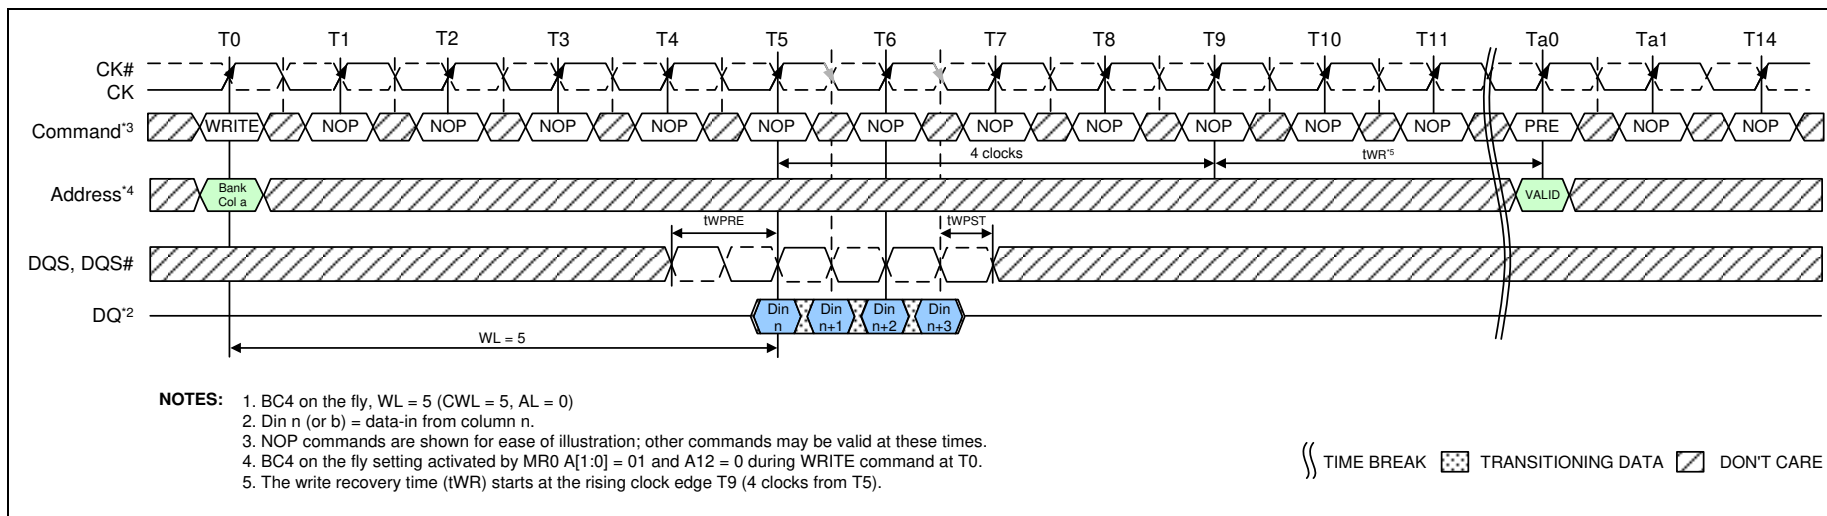 T0 T1 T2 T3 T4 T5 T6 T7 T8 T9 T10 T11 Ta0 Ta1 T14
CK#
CK
Command*3 WRITE NOP NOP NOP NOP NOP NOP NOP NOP NOP NOP NOP PRE NOP NOP
4 clocks tWR*5
Address*4 Bank Col a VALID
tWPRE tWPST
DQS, DQS#
DQ*2 Din n Din n+1 Din n+2 Din n+3
WL = 5
NOTES: 1. BC4 on the fly, WL = 5 (CWL = 5, AL = 0)
2. Din n (or b) = data-in from column n.
3. NOP commands are shown for ease of illustration; other commands may be valid at these times.
4. BC4 on the fly setting activated by MR0 A[1:0] = 01 and A12 = 0 during WRITE command at T0.
5. The write recovery time (tWR) starts at the rising clock edge T9 (4 clocks from T5).
TIME BREAK TRANSITIONING DATA DON'T CARE